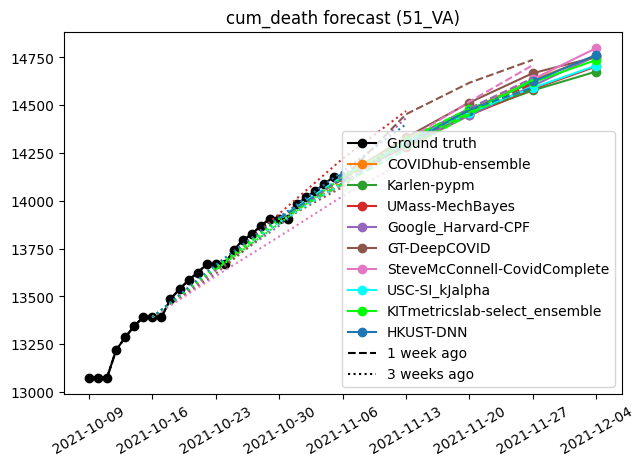 cum_death forecast (51_VA)
14750
14500
14250
14000
13750
13500
13250
13000
Ground truth
COVIDhub-ensemble
Karlen-pypm
UMass-MechBayes
Google_Harvard-CPF
GT-DeepCOVID
SteveMcConnell-CovidComplete
USC-SI_kJalpha
KITmetricslab-select_ensemble
HKUST-DNN
1 week ago
3 weeks ago
2021-10-09
2021-10-16
2021-10-23
2021-10-30
2021-11-06
2021-11-13
2021-11-20
2021-11-27
2021-12-04